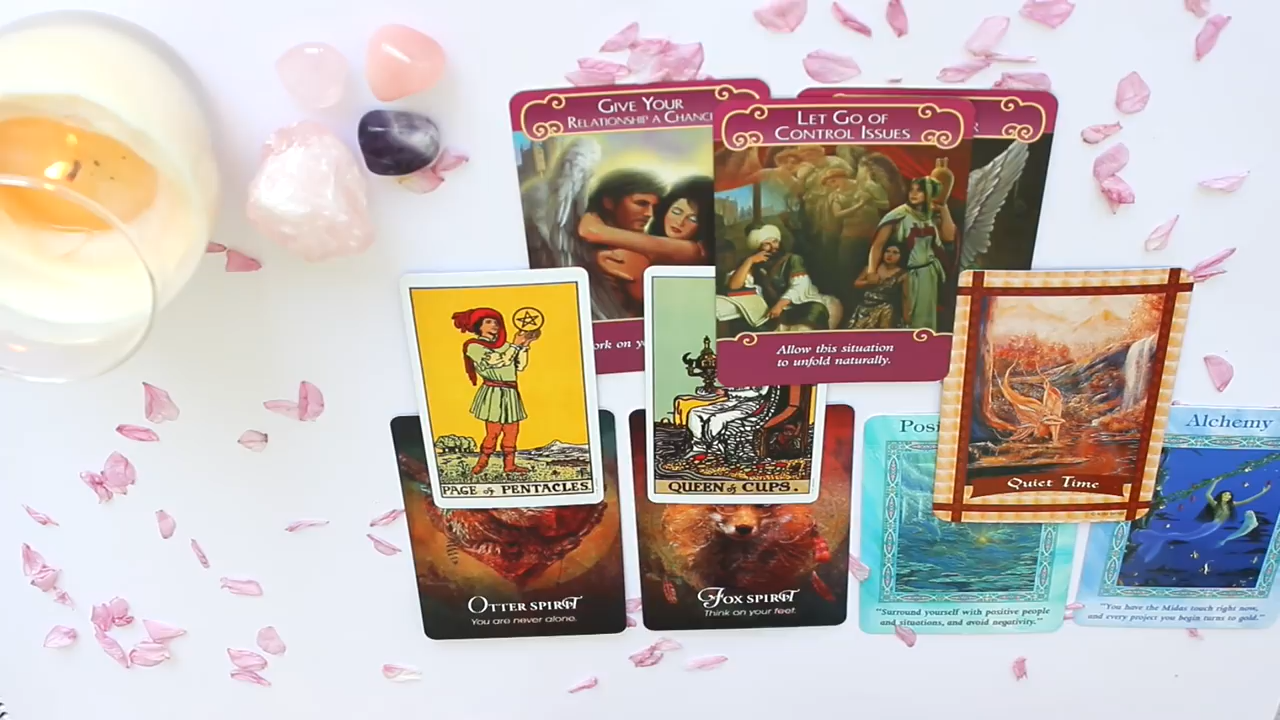 GIVE YOUR
RELATIONSHIP A CHANC
LET GO OF
CONTROL ISSUES
R
ork on yo
Allow this situation
to unfold naturally.
PAGE of PENTACLES
QUEEN of CUPS.
Posi
Alchemy
Quiet Time
OTTER SPIRIT
You are never alone.
FOX SPIRIT
Think on your feet.
"Surround yourself with positive people
and situations, and avoid negativity."
"You have the Midas touch right now,
and every project you begin turns to gold."